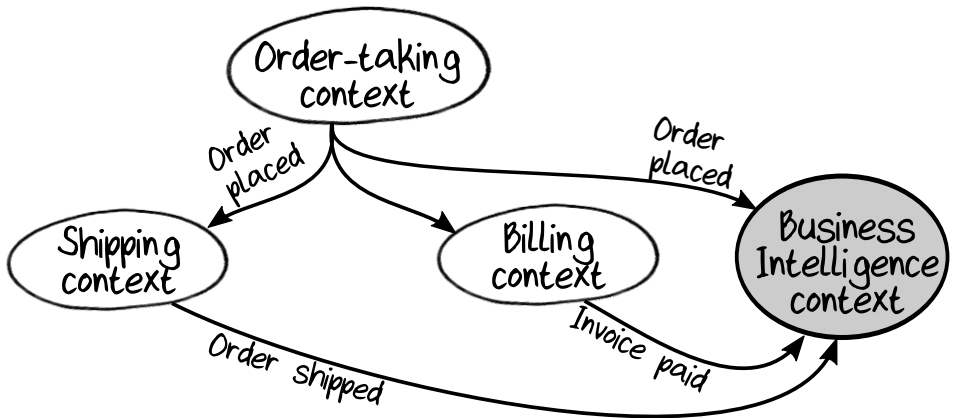 Order-taking
context
Order
placed
Order
placed
Shipping
context
Billing
context
Business
Intelligence
context
Invoice paid
Order shipped